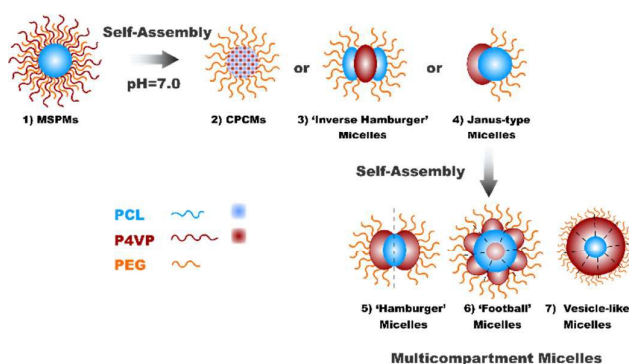 Self-Assembly
pH=7.0
or
or
1) MSPMs
2) CPCMs
3) 'Inverse Hamburger'
Micelles
4) Janus-type
Micelles
Self-Assembly
PCL
P4VP
PEG
5) 'Hamburger'
Micelles
6) 'Football'
Micelles
7) Vesicle-like
Micelles
Multicompartment Micelles